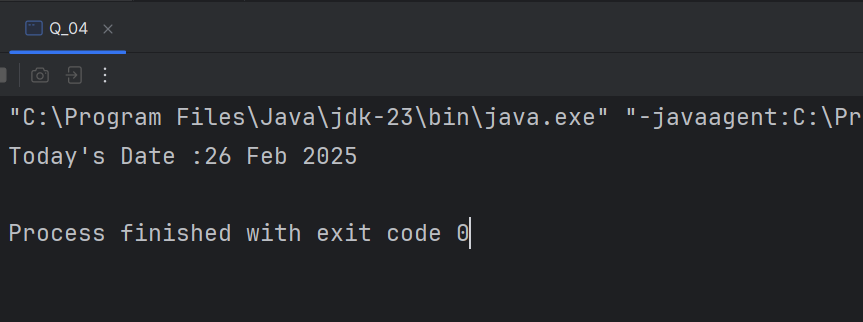 Q_04
"C:\Program Files\Java\jdk-23\bin\java.exe" "-javaagent:C:\Pr
Today's Date :26 Feb 2025
Process finished with exit code 0